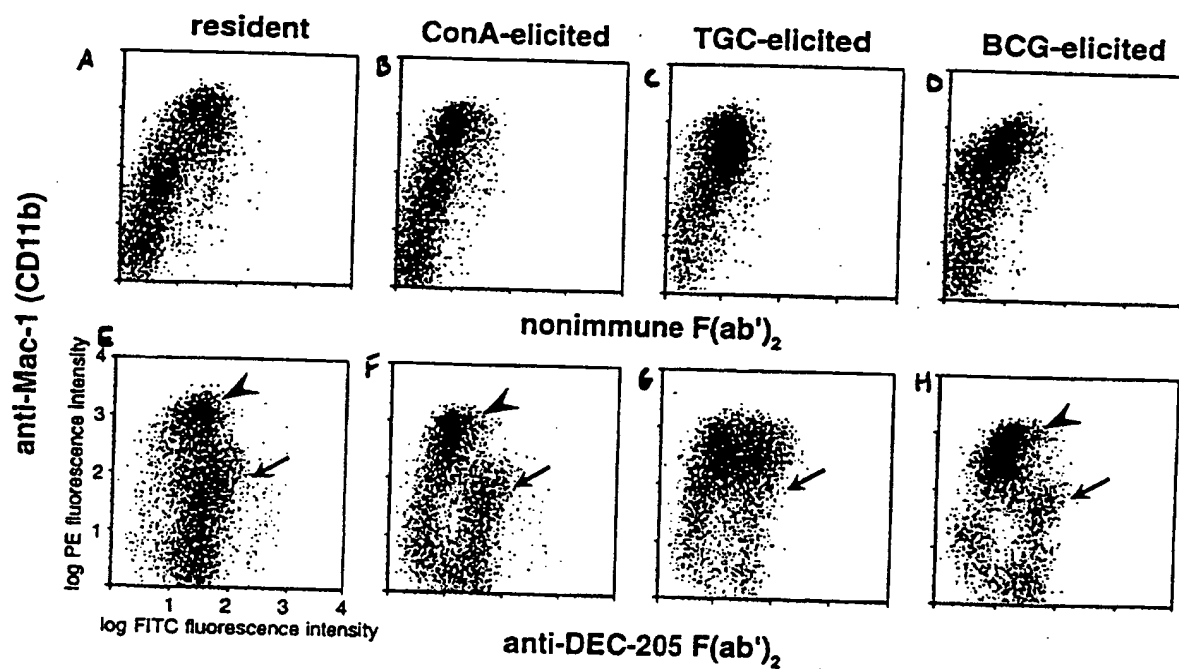 resident
ConA-elicited
TGC-elicited
BCG-elicited
A
B
C
D
anti-Mac-1 (CD11b)
nonimmune F(ab')2
E
F
G
H
log PE fluorescence intensity
4
3
2
1
1
2
3
4
log FITC fluorescence intensity
anti-DEC-205 F(ab')2